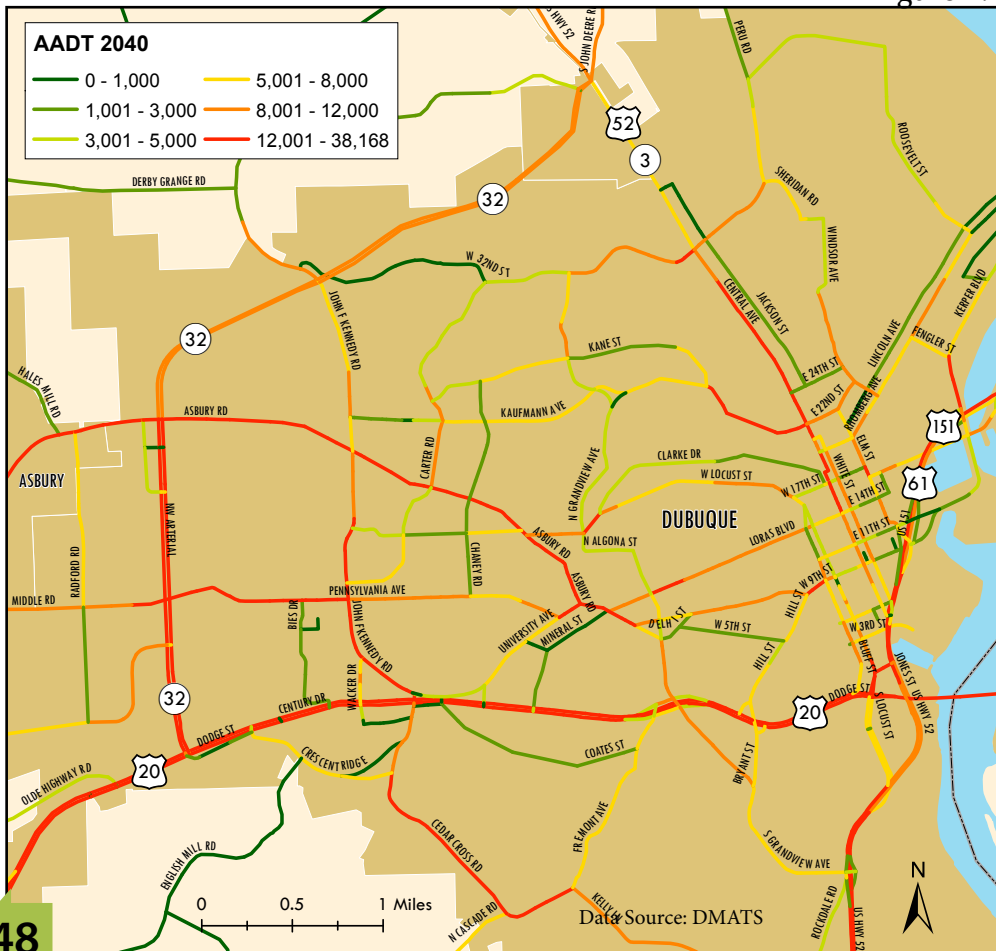 AADT 2040
0 - 1,000
1,001 - 3,000
3,001 - 5,000
5,001 - 8,000
8,001 - 12,000
12,001 - 38,168
S HWY 52
S JOHN DEERE RD
PERU RD
52
3
ROOSEVELT ST
DERBY GRANGE RD
32
SHERIDAN RD
WINDSOR AVE
W 32ND ST
KERPER BLVD
JOHN F KENNEDY RD
CENTRAL AVE
JACKSON ST
LINCOLN AVE
32
FENGLER ST
KANE ST
E 24TH ST
HALES MILL RD
E 22ND ST
RHOMBERG AVE
ASBURY RD
KAUFMANN AVE
151
CARTER RD
ELM ST
N GRANDVIEW AVE
CLARKE DR
WHITE ST
ASBURY
W LOCUST ST
W 17TH ST
E 14TH ST
61
DUBUQUE
NW ARTERIAL
US 151
LORAS BLVD
E 11TH ST
ASBURY RD
N ALGONA ST
RADFORD RD
CHANEY RD
W 9TH ST
MIDDLE RD
PENNSYLVANIA AVE
ASBURY RD
HILL ST
BIES DR
UNIVERSITY AVE
MINERAL ST
DELHI ST
W 5TH ST
W 3RD ST
JOHN F KENNEDY RD
HILL ST
BLUFF ST
JONES ST
US HWY 52
WACKER DR
32
CENTURY DR
DODGE ST
20
S LOCUST ST
DODGE ST
CRESCENT RIDGE
COATES ST
20
BRYANT ST
OLDE HIGHWAY RD
FREMONT AVE
CEDAR CROSS RD
S GRANDVIEW AVE
ENGLISH MILL RD
N
0 0.5 1 Miles
N CASCADE RD
Data Source: DMATS
ROCKDALE RD
US HWY 52
48